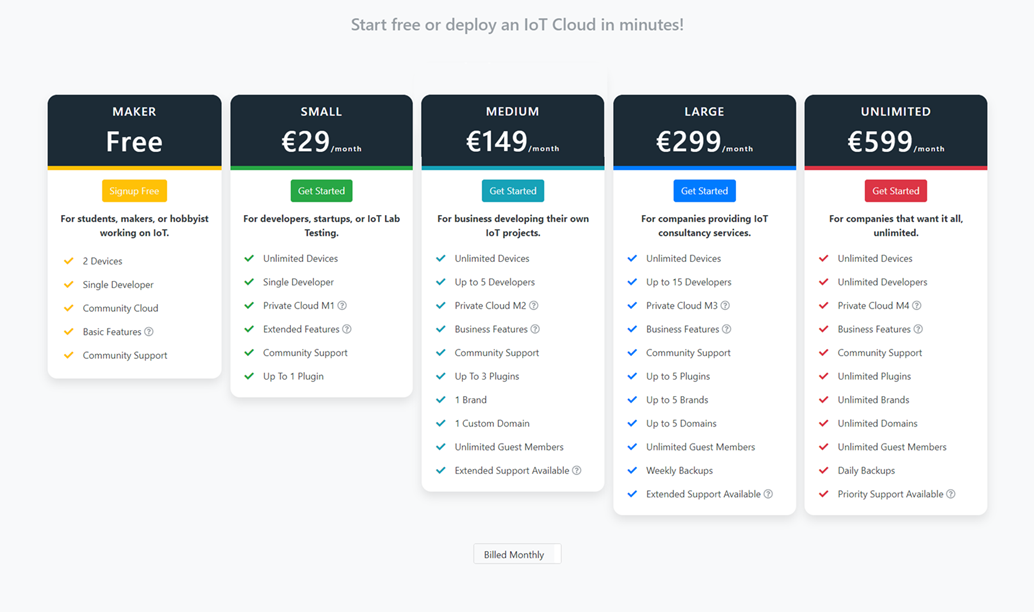 Start free or deploy an IoT Cloud in minutes!
MAKER
Free
Signup Free
For students, makers, or hobbyist
working on IoT.
2 Devices
Single Developer
Community Cloud
Basic Features ?
Community Support
SMALL
€29/month
Get Started
For developers, startups, or IoT Lab
Testing.
Unlimited Devices
Single Developer
Private Cloud M1 ?
Extended Features ?
Community Support
Up To 1 Plugin
MEDIUM
€149/month
Get Started
For business developing their own
IoT projects.
Unlimited Devices
Up to 5 Developers
Private Cloud M2 ?
Business Features ?
Community Support
Up To 3 Plugins
1 Brand
1 Custom Domain
Unlimited Guest Members
Extended Support Available ?
LARGE
€299/month
Get Started
For companies providing IoT
consultancy services.
Unlimited Devices
Up to 15 Developers
Private Cloud M3 ?
Business Features ?
Community Support
Up to 5 Plugins
Up to 5 Brands
Up to 5 Domains
Unlimited Guest Members
Weekly Backups
Extended Support Available ?
UNLIMITED
€599/month
Get Started
For companies that want it all,
unlimited.
Unlimited Devices
Unlimited Developers
Private Cloud M4 ?
Business Features ?
Community Support
Unlimited Plugins
Unlimited Brands
Unlimited Domains
Unlimited Guest Members
Daily Backups
Priority Support Available ?
Billed Monthly